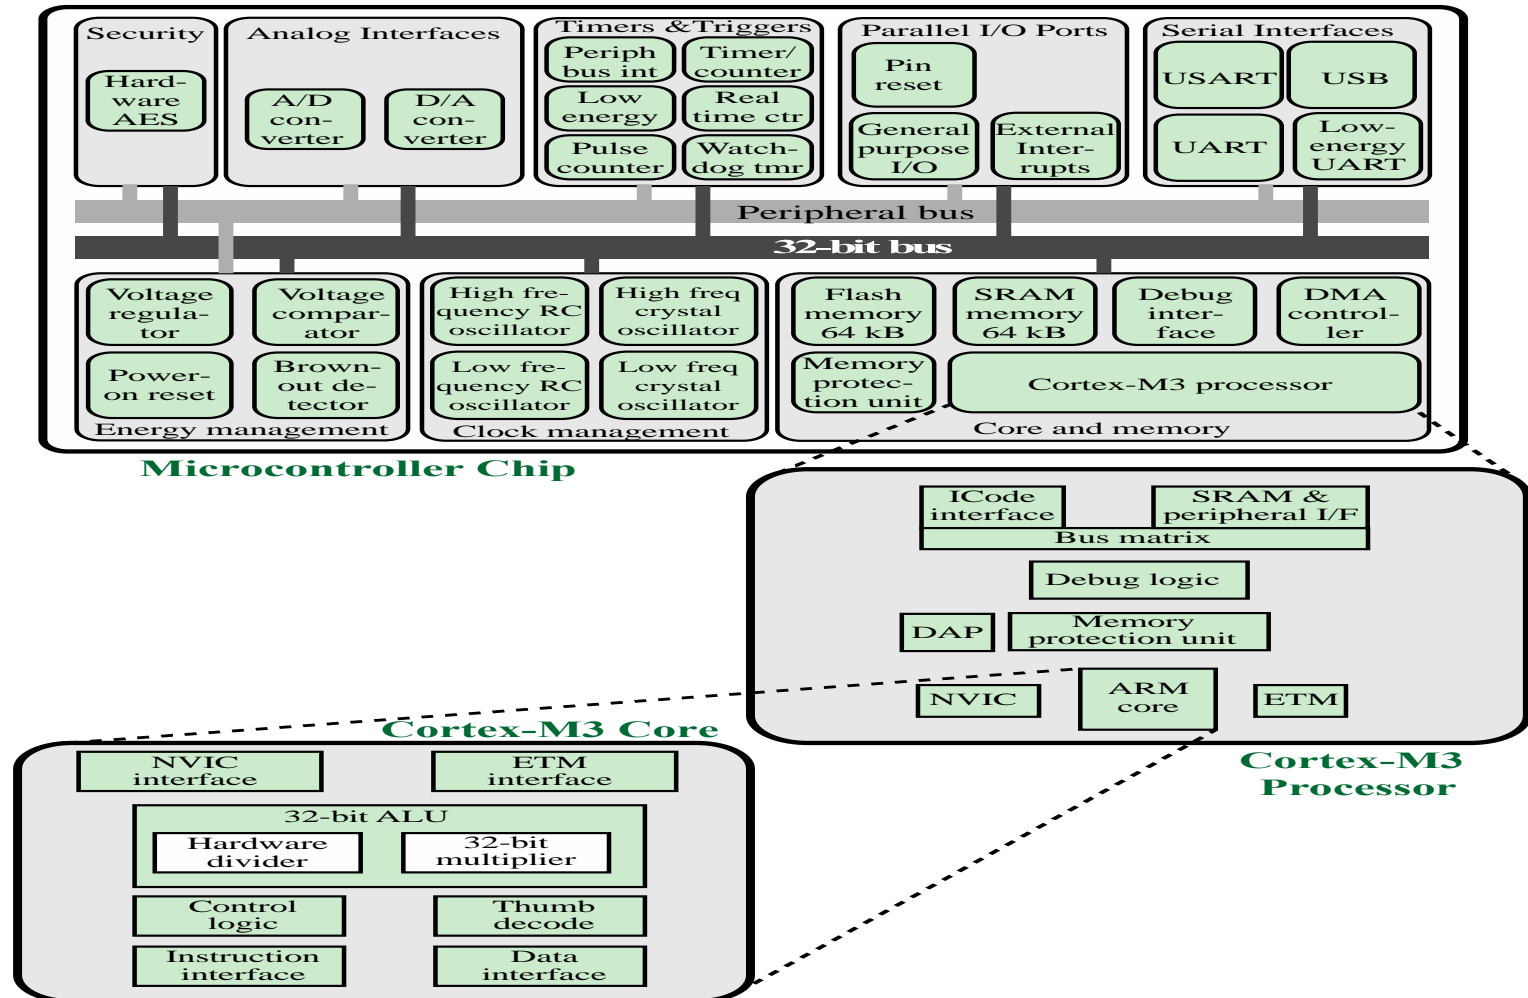 Security
Hard-
ware
AES
Analog Interfaces
A/D
con-
verter
D/A
con-
verter
Timers &Triggers
Periph
bus int
Timer/
counter
Low
energy
Real
time ctr
Pulse
counter
Watch-
dog tmr
Parallel I/O Ports
Pin
reset
General
purpose
I/O
External
Inter-
rupts
Serial Interfaces
USART
USB
UART
Low-
energy
UART
Peripheral bus
32-bit bus
Voltage
regula-
tor
Voltage
compar-
ator
Power-
on reset
Brown-
out de-
tector
Energy management
High fre-
quency RC
oscillator
High freq
crystal
oscillator
Low fre-
quency RC
oscillator
Low freq
crystal
oscillator
Clock management
Flash
memory
64 kB
SRAM
memory
64 kB
Debug
inter-
face
DMA
control-
ler
Memory
protec-
tion unit
Cortex-M3 processor
Core and memory
Microcontroller Chip
ICode
interface
SRAM &
peripheral I/F
Bus matrix
Debug logic
DAP
Memory
protection unit
NVIC
ARM
core
ETM
Cortex-M3
Processor
Cortex-M3 Core
NVIC
interface
ETM
interface
32-bit ALU
Hardware
divider
32-bit
multiplier
Control
logic
Thumb
decode
Instruction
interface
Data
interface